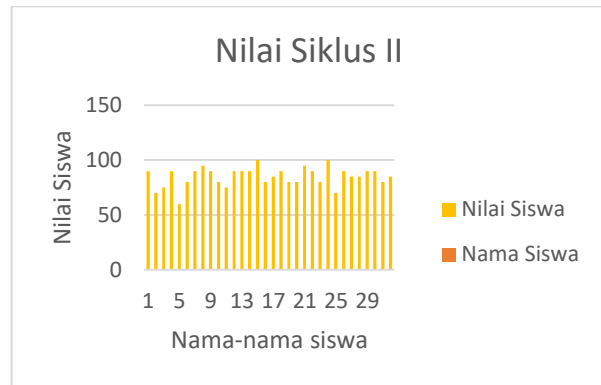 Nilai Siklus II
150
100
50
0
Nilai Siswa
1 5 9 13 17 21 25 29
Nama-nama siswa
Nilai Siswa
Nama Siswa